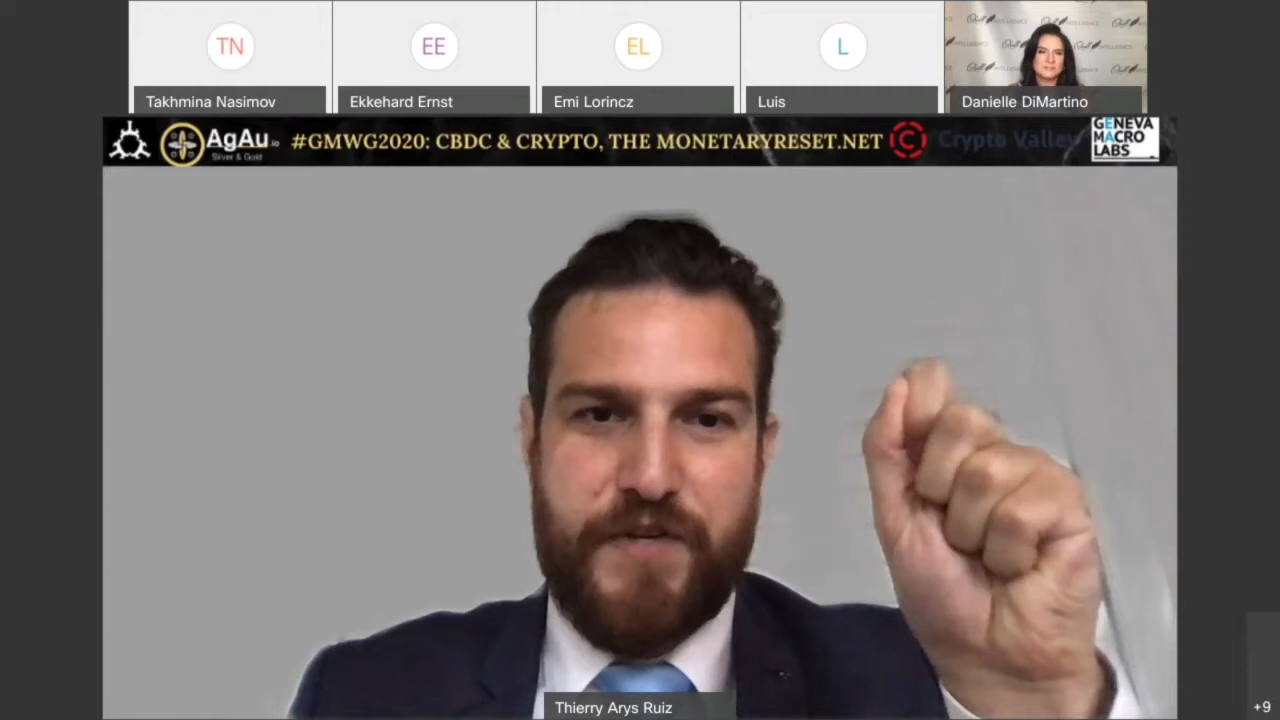 TN
EE
EL
L
Takhmina Nasimov
Ekkehard Ernst
Emi Lorincz
Luis
Danielle DiMartino
AgAu.io
Silver & Gold
#GMWG2020: CBDC & CRYPTO, THE MONETARYRESET.NET
C
Crypto Valley
GENEVA
MACRO
LABS
Thierry Arys Ruiz
+9